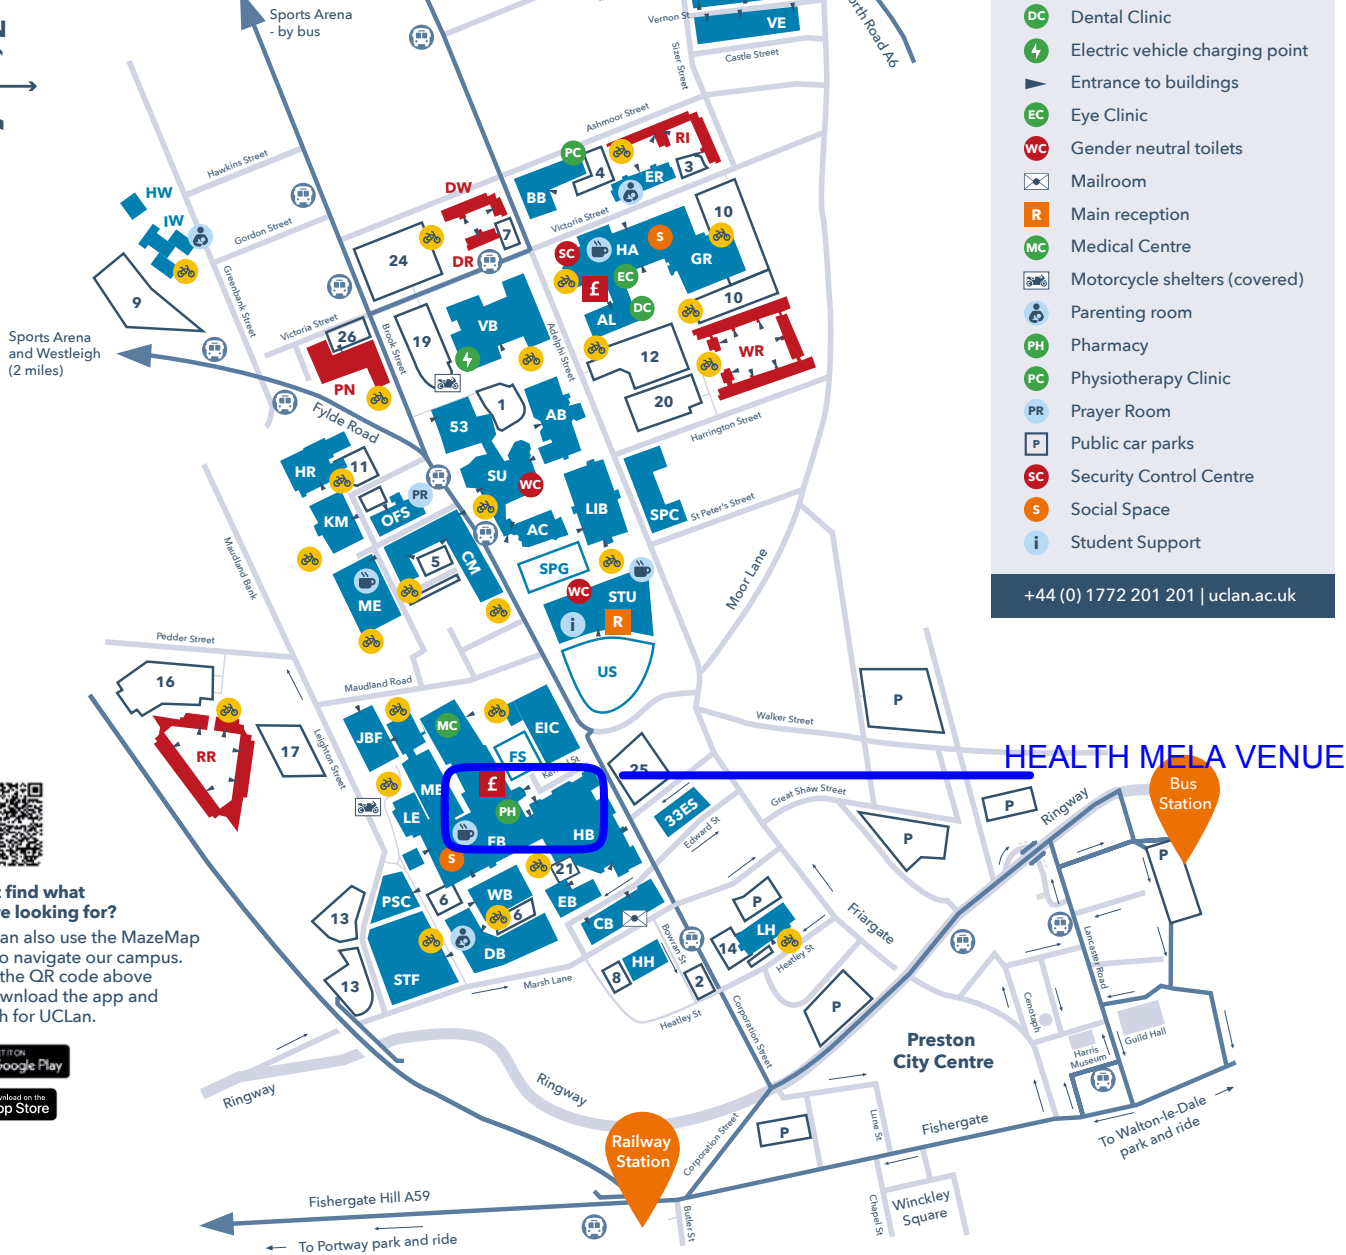 Sports Arena
- by bus
Vernon St
VE
Castle Street
Sizer Street
North Road A6
Ashmoor Street
Hawkins Street
Gordon Street
Greenbank Street
HW
IW
9
Sports Arena
and Westleigh
(2 miles)
DW
DR
7
24
PC
BB
4
RI
3
ER
Victoria Street
10
SC
HA
S
GR
£
EC
DC
AL
10
Victoria Street
26
PN
Brook Street
19
VB
Adelphi Street
12
WR
20
Harrington Street
Fylde Road
1
53
AB
HR
11
SU
WC
PR
OFS
KM
LIB
SPC
St Peter's Street
AC
CM
5
SPG
ME
WC
STU
i
R
US
Moor Lane
Maudland Bank
Pedder Street
16
Maudland Road
RR
17
Leighton Street
JBF
MC
EIC
FS
Kendal St
25
Walker Street
P
HEALTH MELA VENUE
£
PH
LE
HB
S
33ES
Edward St
Great Shaw Street
P
P
Ringway
Bus
Station
P
PSC
6
WB
6
21
EB
CB
13
13
STF
DB
Marsh Lane
HH
8
2
Bowran St
Heatley St
14
LH
P
Heatley St
Friargate
P
Corporation Street
Lancaster Road
Cenotaph
Harris
Museum
Guild Hall
Preston
City Centre
Ringway
Ringway
Railway
Station
Corporation Street
P
Lune St
Fishergate
To Walton-le-Dale
park and ride
Fishergate Hill A59
To Portway park and ride
Butler St
Chapel St
Winckley
Square
find what
re looking for?
an also use the MazeMap
o navigate our campus.
the QR code above
wnload the app and
h for UCLan.
ET IT ON
Google Play
wnload on the
pp Store
DC Dental Clinic
Electric vehicle charging point
Entrance to buildings
EC Eye Clinic
WC Gender neutral toilets
Mailroom
R Main reception
MC Medical Centre
Motorcycle shelters (covered)
Parenting room
PH Pharmacy
PC Physiotherapy Clinic
PR Prayer Room
P Public car parks
SC Security Control Centre
S Social Space
i Student Support
+44 (0) 1772 201 201 | uclan.ac.uk